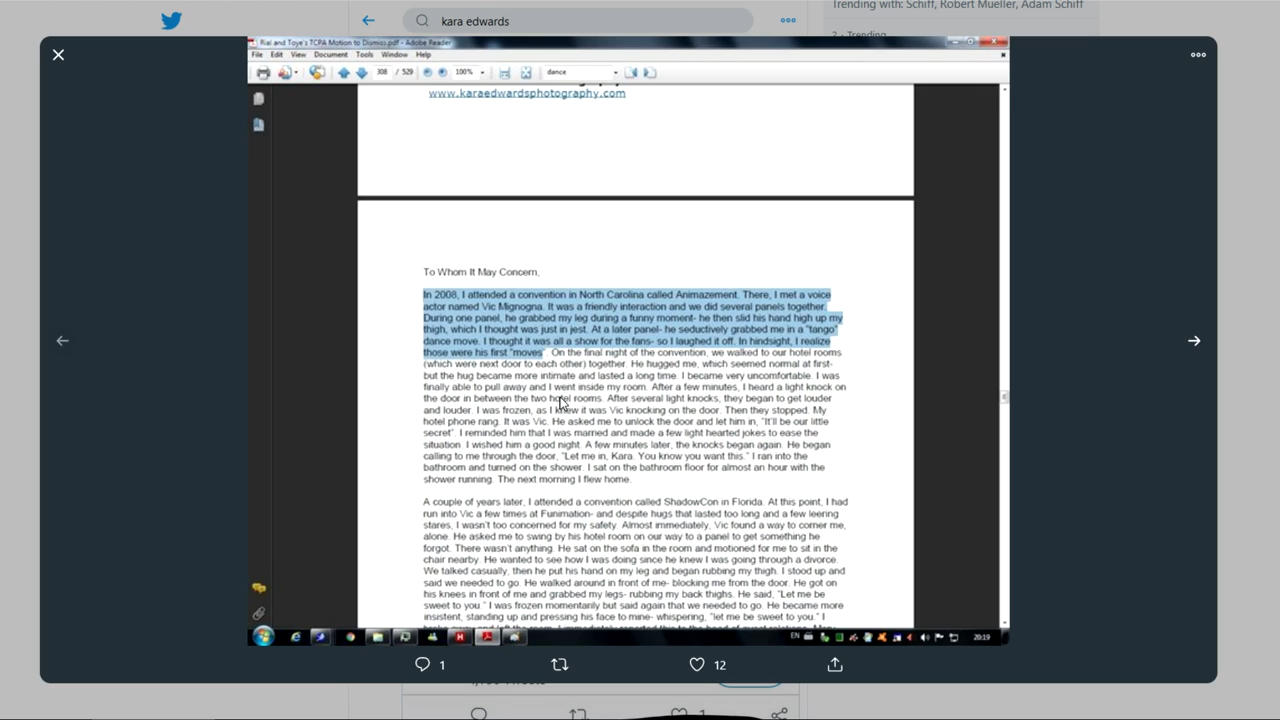 kara edwards
Trending with: Schiff, Robert Mueller, Adam Schiff
Trending
Rial and Toye's TCPA Motion to Dismiss.pdf - Adobe Reader
File Edit View Document Tools Window Help
308 / 529 100% dance
www.karaedwardsphotography.com
To Whom It May Concern,
In 2008, I attended a convention in North Carolina called Animazement. There, I met a voice
actor named Vic Mignogna. It was a friendly interaction and we did several panels together.
During one panel, he grabbed my leg during a funny moment- he then slid his hand high up my
thigh, which I thought was just in jest. At a later panel- he seductively grabbed me in a "tango"
dance move. I thought it was all a show for the fans- so I laughed it off. In hindsight, I realize
those were his first "moves". On the final night of the convention, we walked to our hotel rooms
(which were next door to each other) together. He hugged me, which seemed normal at first-
but the hug became more intimate and lasted a long time. I became very uncomfortable. I was
finally able to pull away and I went inside my room. After a few minutes, I heard a light knock on
the door in between the two hotel rooms. After several light knocks, they began to get louder
and louder. I was frozen, as I knew it was Vic knocking on the door. Then they stopped. My
hotel phone rang. It was Vic. He asked me to unlock the door and let him in, "It'll be our little
secret". I reminded him that I was married and made a few light hearted jokes to ease the
situation. I wished him a good night. A few minutes later, the knocks began again. He began
calling to me through the door, "Let me in, Kara. You know you want this." I ran into the
bathroom and turned on the shower. I sat on the bathroom floor for almost an hour with the
shower running. The next morning I flew home.
A couple of years later, I attended a convention called ShadowCon in Florida. At this point, I had
run into Vic a few times at Funimation- and despite hugs that lasted too long and a few leering
stares, I wasn't too concerned for my safety. Almost immediately, Vic found a way to corner me,
alone. He asked me to swing by his hotel room on our way to a panel to get something he
forgot. There wasn't anything. He sat on the sofa in the room and motioned for me to sit in the
chair nearby. He wanted to see how I was doing since he knew I was going through a divorce.
We talked casually, then he put his hand on my leg and began rubbing my thigh. I stood up and
said we needed to go. He walked around in front of me- blocking me from the door. He got on
his knees in front of me and grabbed my legs- rubbing my back thighs. He said, "Let me be
sweet to you." I was frozen momentarily but said again that we needed to go. He became more
insistent, standing up and pressing his face to mine- whispering, "let me be sweet to you." I
EN 20:19
1 12